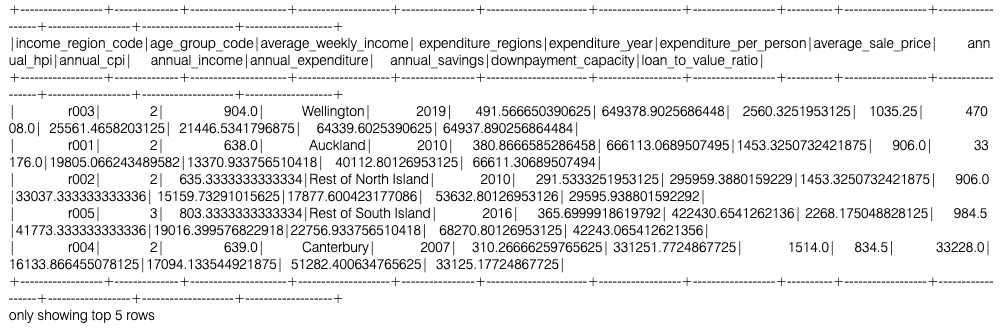 +-----------------+--------------+--------------------+------------------+----------------+---------------------+------------------+-----------
------+----------+-----------------+------------------+
|income_region_code|age_group_code|average_weekly_income| expenditure_regions|expenditure_year|expenditure_per_person|average_sale_price| ann
ual_hpi|annual_cpi| annual_income|annual_expenditure| annual_savings|downpayment_capacity|loan_to_value_ratio|
+-----------------+--------------+--------------------+------------------+----------------+---------------------+------------------+-----------
------+----------+-----------------+------------------+
| r003| 2| 904.0| Wellington| 2019| 491.566650390625| 649378.9025686448| 2560.3251953125| 1035.25| 470
08.0| 25561.4658203125| 21446.5341796875| 64339.6025390625| 64937.890256864484|
| r001| 2| 638.0| Auckland| 2010| 380.8666585286458| 666113.0689507495|1453.3250732421875| 906.0| 33
176.0|19805.066243489582|13370.933756510418| 40112.80126953125| 66611.30689507494|
| r002| 2| 635.3333333333334|Rest of North Island| 2010| 291.5333251953125| 295959.3880159229|1453.3250732421875| 906.0
|33037.333333333336| 15159.73291015625|17877.600423177086| 53632.80126953126| 29595.938801592292|
| r005| 3| 803.3333333333334|Rest of South Island| 2016| 365.6999918619792| 422430.6541262136| 2268.175048828125| 984.5
|41773.333333333336|19016.399576822918|22756.933756510418| 68270.80126953125| 42243.065412621356|
| r004| 2| 639.0| Canterbury| 2007| 310.26666259765625| 331251.7724867725| 1514.0| 834.5| 33228.0|
16133.866455078125|17094.133544921875| 51282.400634765625| 33125.17724867725|
+-----------------+--------------+--------------------+------------------+----------------+---------------------+------------------+-----------
------+----------+-----------------+------------------+
only showing top 5 rows